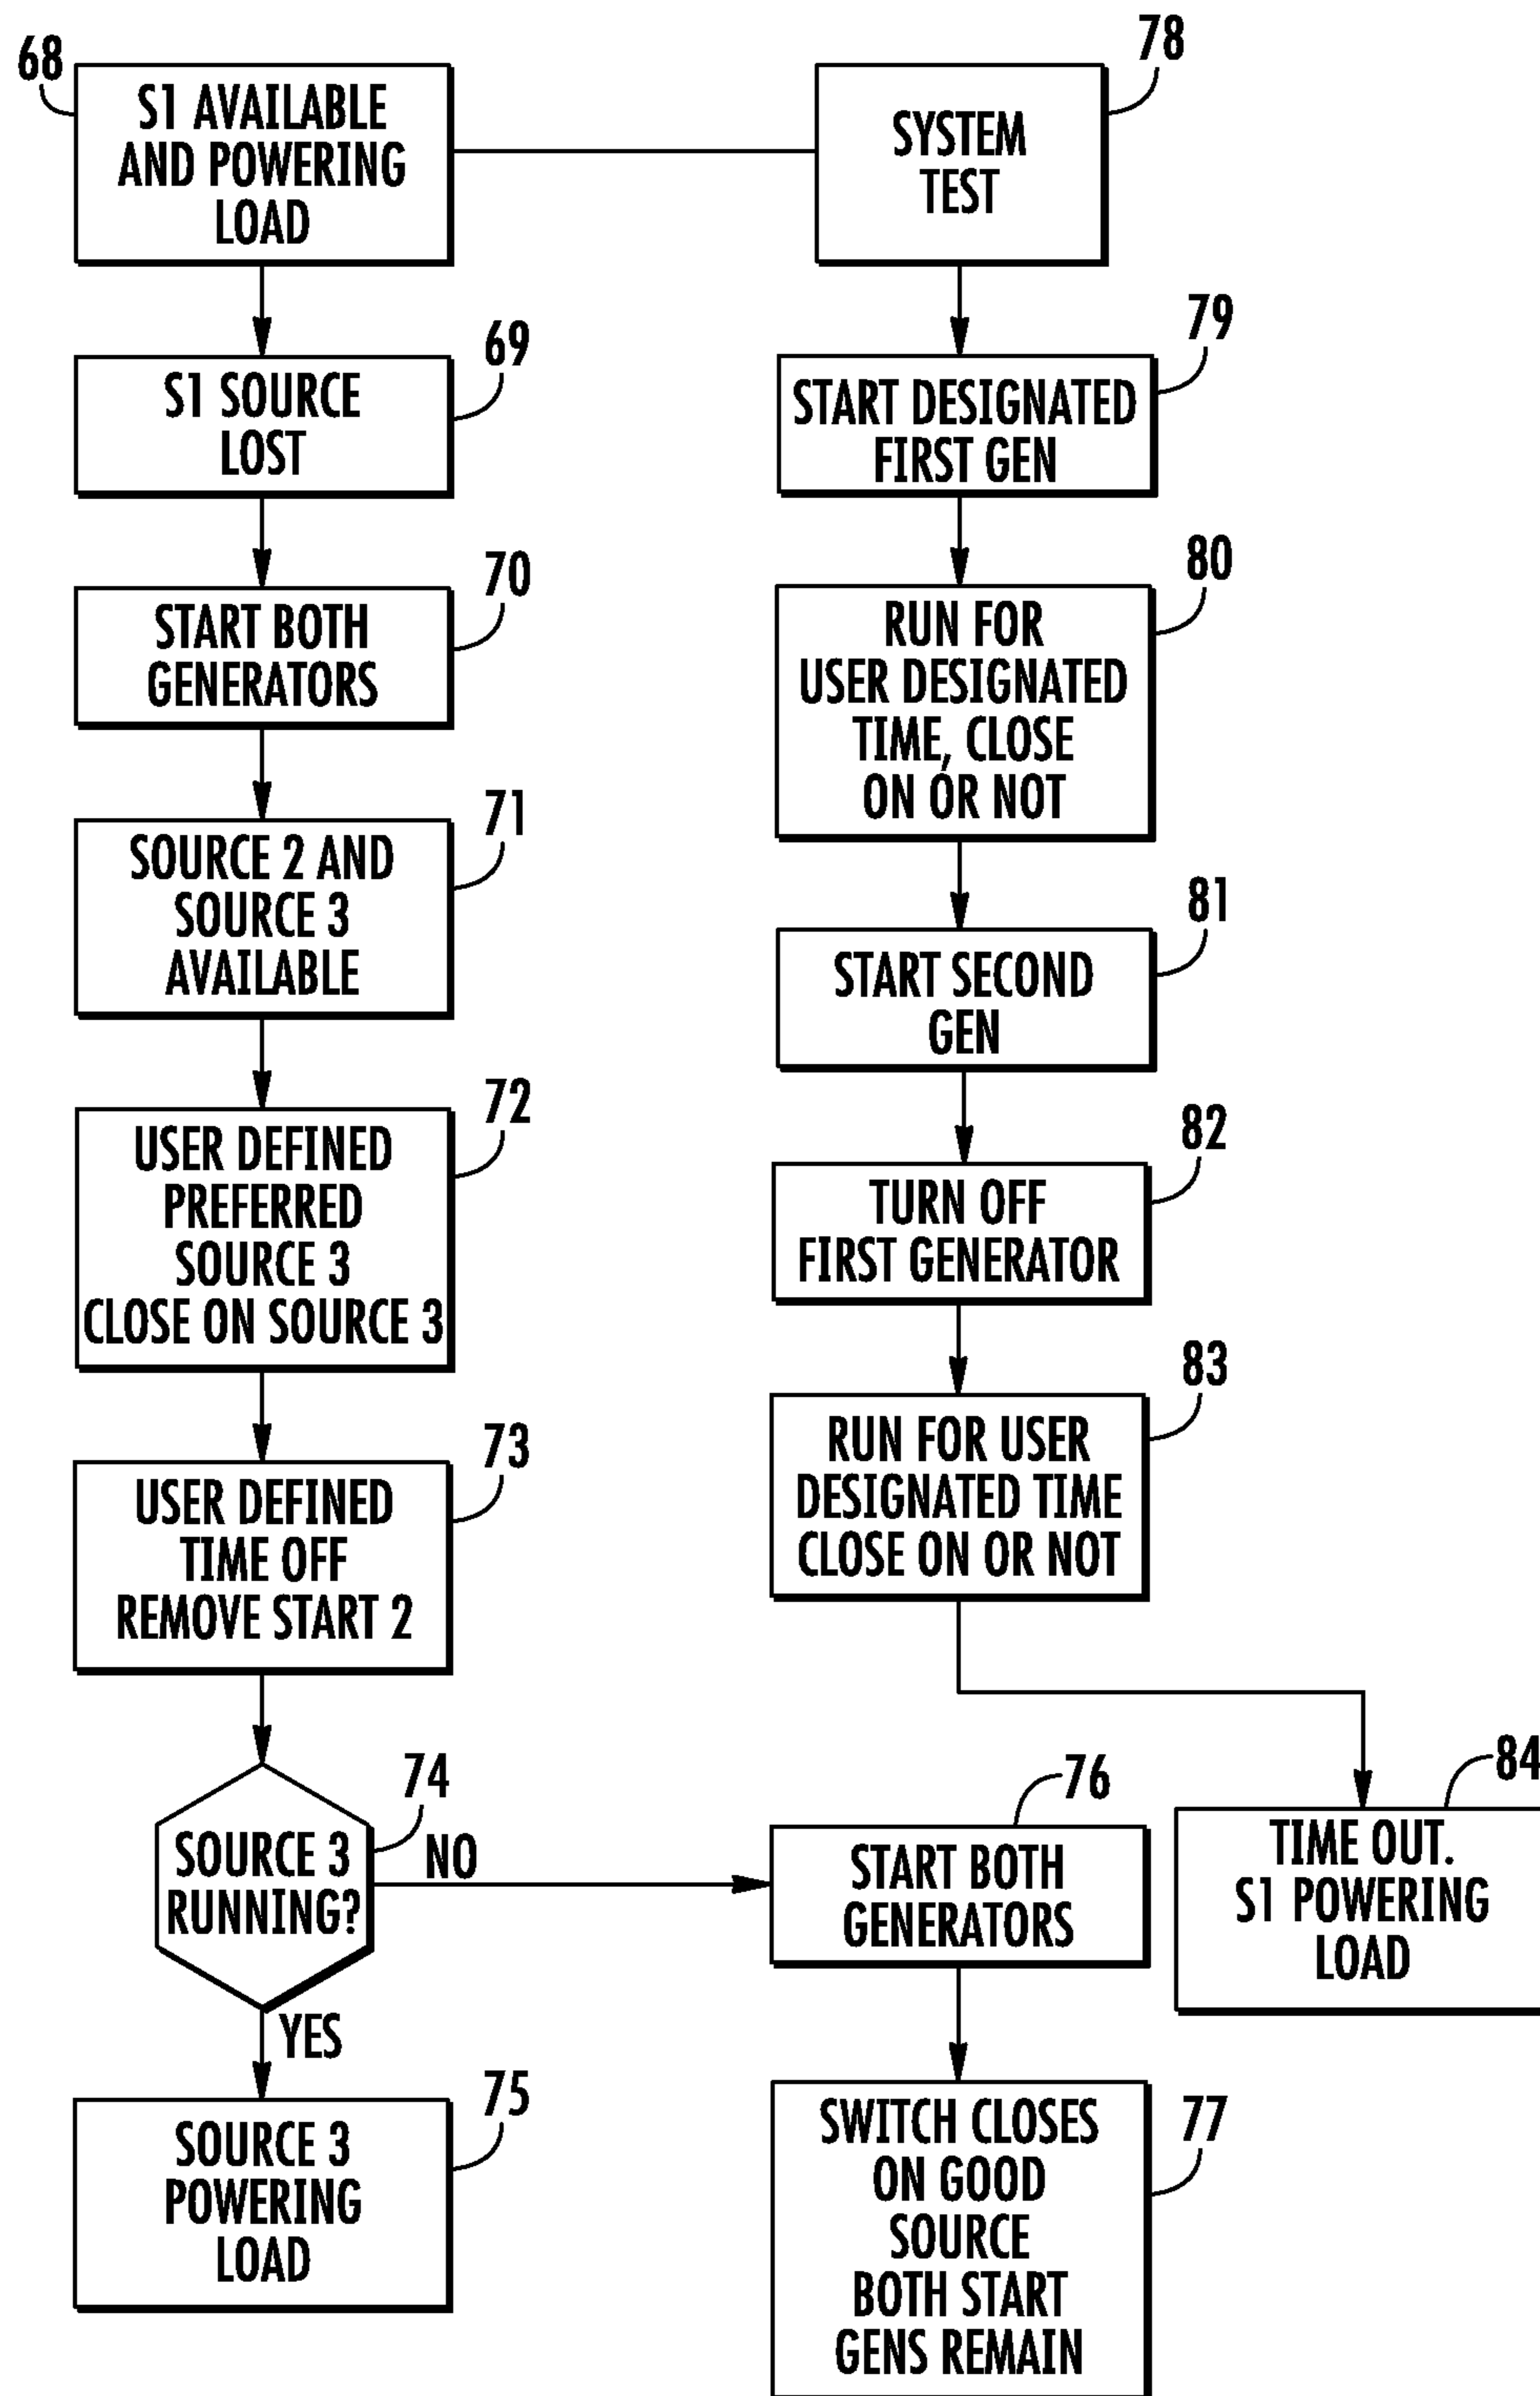 68
S1 AVAILABLE
AND POWERING
LOAD
78
SYSTEM
TEST
69
S1 SOURCE
LOST
79
START DESIGNATED
FIRST GEN
70
START BOTH
GENERATORS
80
RUN FOR
USER DESIGNATED
TIME, CLOSE
ON OR NOT
71
SOURCE 2 AND
SOURCE 3
AVAILABLE
81
START SECOND
GEN
72
USER DEFINED
PREFERRED
SOURCE 3
CLOSE ON SOURCE 3
82
TURN OFF
FIRST GENERATOR
73
USER DEFINED
TIME OFF
REMOVE START 2
83
RUN FOR USER
DESIGNATED TIME
CLOSE ON OR NOT
74
SOURCE 3
RUNNING?
NO
YES
76
START BOTH
GENERATORS
84
TIME OUT.
S1 POWERING
LOAD
75
SOURCE 3
POWERING
LOAD
77
SWITCH CLOSES
ON GOOD
SOURCE
BOTH START
GENS REMAIN